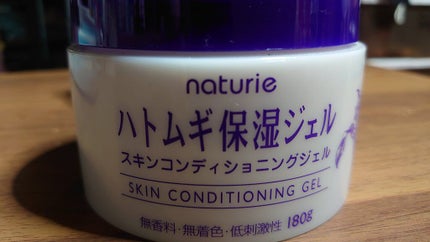 naturie
ハトムギ保湿ジェル
スキンコンディショニングジェル
SKIN CONDITIONING GEL
無香料・無着色・低刺激性 180g